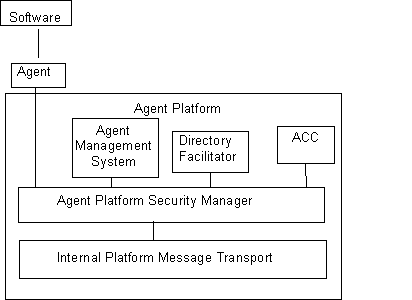 Software
Agent
Agent Platform
Agent
Management
System
Directory
Facilitator
ACC
Agent Platform Security Manager
Internal Platform Message Transport